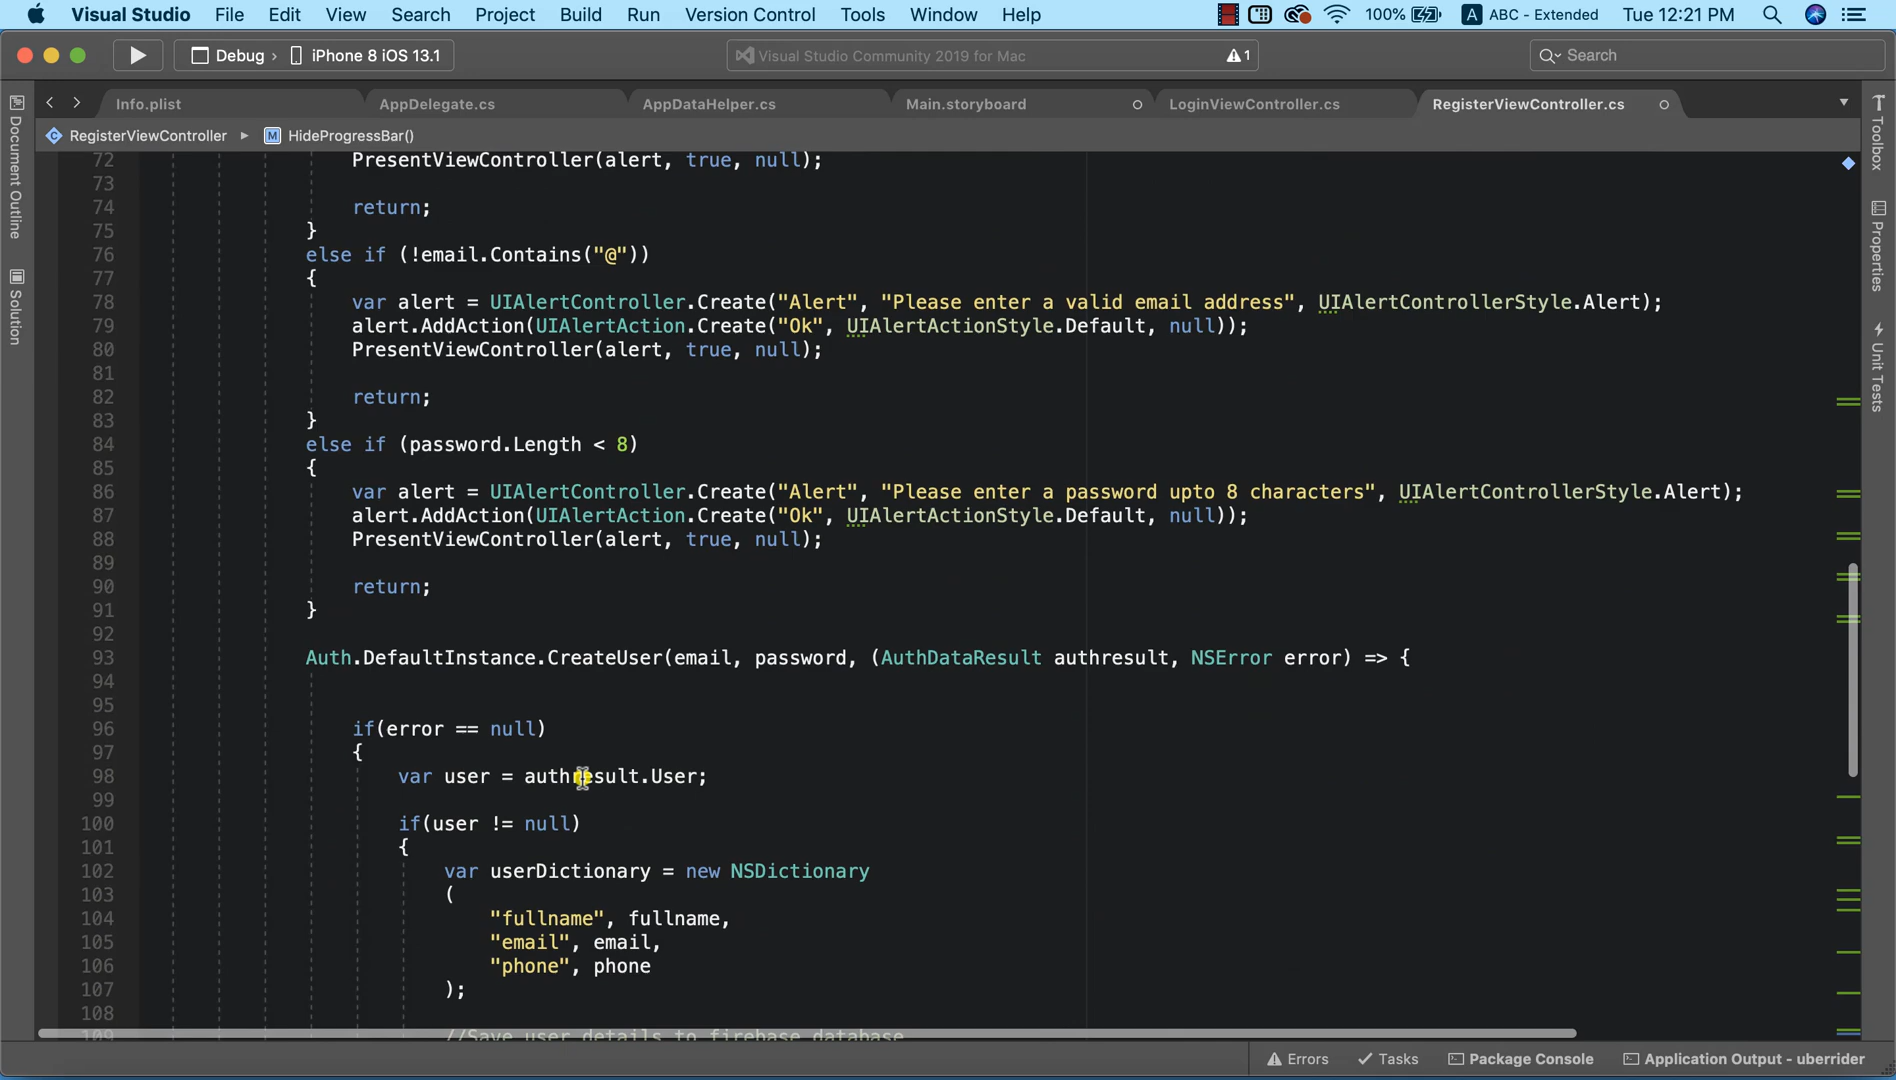 Visual Studio File Edit View Search Project Build Run Version Control Tools Window Help 100% A ABC - Extended Tue 12:21 PM
Debug › iPhone 8 iOS 13.1 Visual Studio Community 2019 for Mac 1 Search
Info.plist AppDelegate.cs AppDataHelper.cs Main.storyboard LoginViewController.cs RegisterViewController.cs
C RegisterViewController M HideProgressBar()
Document Outline
Solution
Toolbox
Properties
Unit Tests
72 PresentViewController(alert, true, null);
73
74 return;
75 }
76 else if (!email.Contains("@"))
77 {
78 var alert = UIAlertController.Create("Alert", "Please enter a valid email address", UIAlertControllerStyle.Alert);
79 alert.AddAction(UIAlertAction.Create("Ok", UIAlertActionStyle.Default, null));
80 PresentViewController(alert, true, null);
81
82 return;
83 }
84 else if (password.Length < 8)
85 {
86 var alert = UIAlertController.Create("Alert", "Please enter a password upto 8 characters", UIAlertControllerStyle.Alert);
87 alert.AddAction(UIAlertAction.Create("Ok", UIAlertActionStyle.Default, null));
88 PresentViewController(alert, true, null);
89
90 return;
91 }
92
93 Auth.DefaultInstance.CreateUser(email, password, (AuthDataResult authresult, NSError error) => {
94
95
96 if(error == null)
97 {
98 var user = authresult.User;
99
100 if(user != null)
101 {
102 var userDictionary = new NSDictionary
103 (
104 "fullname", fullname,
105 "email", email,
106 "phone", phone
107 );
108
109 //Save user details to firebase database
Errors Tasks Package Console Application Output - uberrider